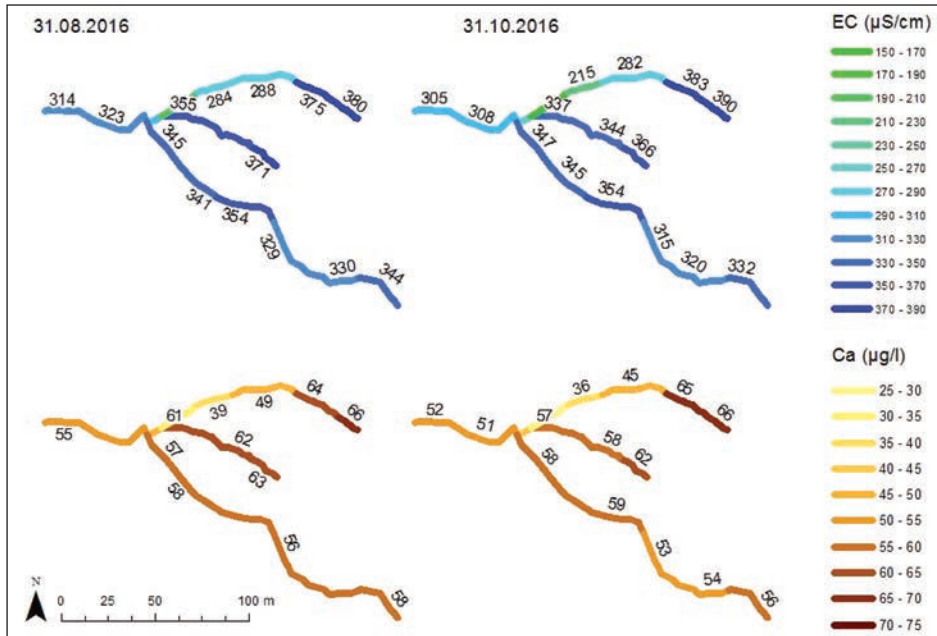 31.08.2016
314
323
355
284
288
375
380
345
371
341
354
329
330
344
31.10.2016
305
308
337
215
282
383
390
347
344
366
345
354
315
320
332
EC (µS/cm)
150 - 170
170 - 190
190 - 210
210 - 230
230 - 250
250 - 270
270 - 290
290 - 310
310 - 330
330 - 350
350 - 370
370 - 390
55
61
39
49
64
66
57
62
63
58
56
58
52
51
57
36
45
65
66
58
58
62
59
53
54
56
Ca (µg/l)
25 - 30
30 - 35
35 - 40
40 - 45
45 - 50
50 - 55
55 - 60
60 - 65
65 - 70
70 - 75
N
0 25 50 100 m